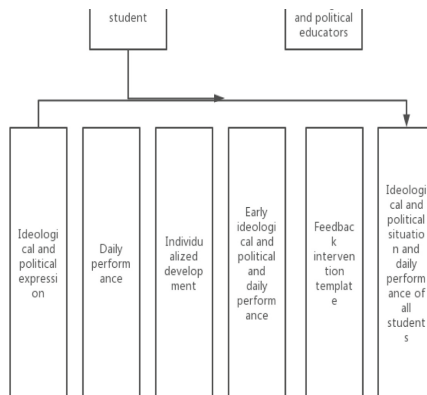 student
and political
educators
Ideologi
cal and
political
expressi
on
Daily
perform
ance
Individu
alized
develop
ment
Early
ideologi
cal and
political
and
daily
perform
ance
Feedbac
k
interven
tion
templat
e
Ideologi
cal and
political
situatio
n and
daily
perform
ance of
all
student
s